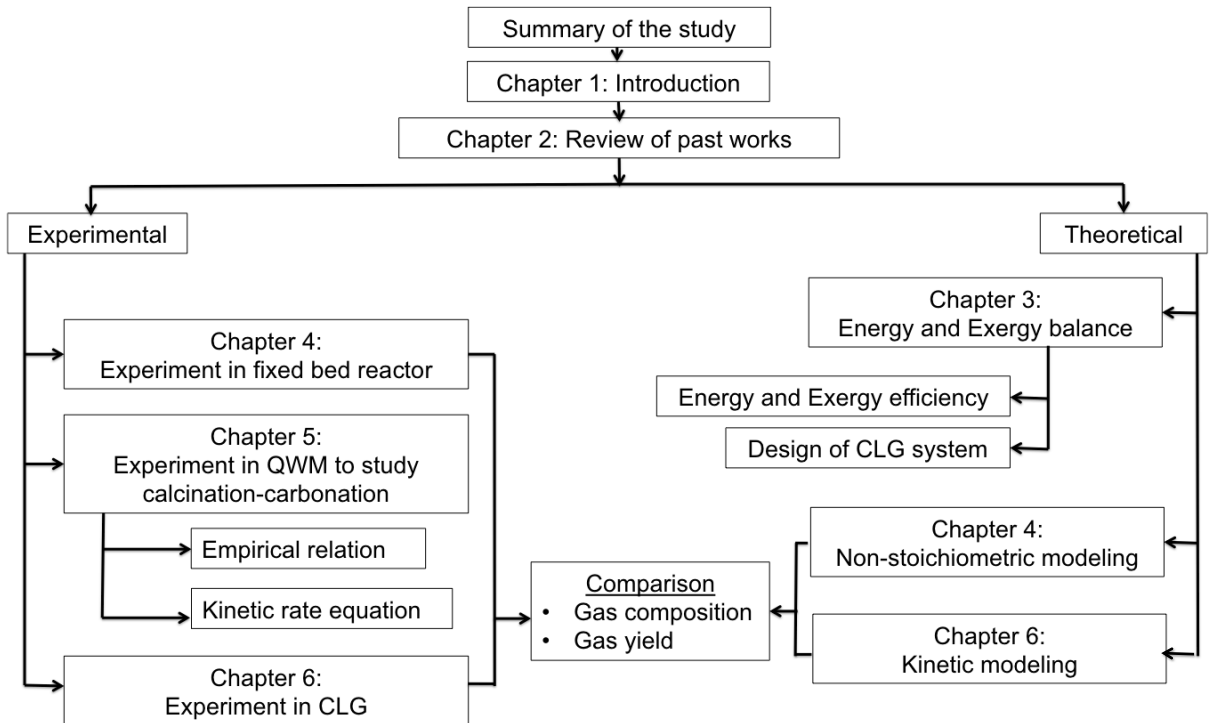 Summary of the study
Chapter 1: Introduction
Chapter 2: Review of past works
Experimental
Theoretical
Chapter 4:
Experiment in fixed bed reactor
Chapter 5:
Experiment in QWM to study
calcination-carbonation
Empirical relation
Kinetic rate equation
Chapter 6:
Experiment in CLG
Comparison
• Gas composition
• Gas yield
Chapter 3:
Energy and Exergy balance
Energy and Exergy efficiency
Design of CLG system
Chapter 4:
Non-stoichiometric modeling
Chapter 6:
Kinetic modeling